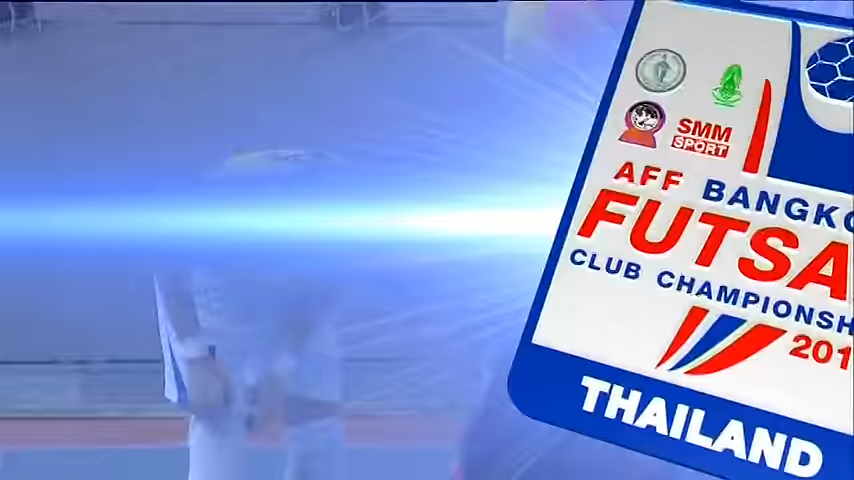 SMM
SPORT
AFF BANGKO
FUTSA
CLUB CHAMPIONSH
201
THAILAND